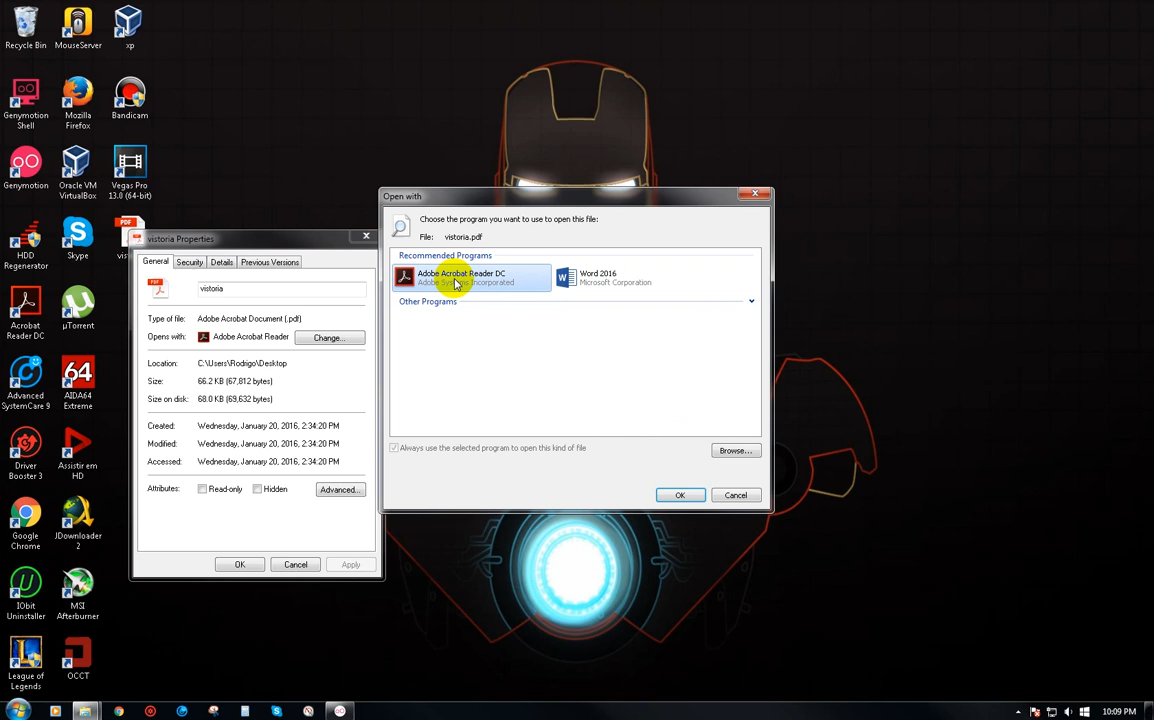 Recycle Bin
MouseServer
xp
Genymotion
Shell
Mozilla
Firefox
Bandicam
Genymotion
Oracle VM
VirtualBox
Vegas Pro
13.0 (64-bit)
HDD
Regenerator
Skype
PDF
Acrobat
Reader DC
µTorrent
Advanced
SystemCare 9
64
AIDA64
Extreme
Driver
Booster 3
Assistir em
HD
Google
Chrome
JDownloader
2
IObit
Uninstaller
MSI
Afterburner
League of
Legends
OCCT
vistoria Properties
General
Security
Details
Previous Versions
PDF
vistoria
Type of file: Adobe Acrobat Document (.pdf)
Opens with: Adobe Acrobat Reader Change...
Location: C:\Users\Rodrigo\Desktop
Size: 66.2 KB (67,812 bytes)
Size on disk: 68.0 KB (69,632 bytes)
Created: Wednesday, January 20, 2016, 2:34:20 PM
Modified: Wednesday, January 20, 2016, 2:34:20 PM
Accessed: Wednesday, January 20, 2016, 2:34:20 PM
Attributes: Read-only Hidden Advanced...
OK Cancel Apply
Open with
Choose the program you want to use to open this file:
File: vistoria.pdf
Recommended Programs
Adobe Acrobat Reader DC
Adobe Systems Incorporated
Word 2016
Microsoft Corporation
Other Programs
Always use the selected program to open this kind of file
Browse...
OK Cancel
10:09 PM